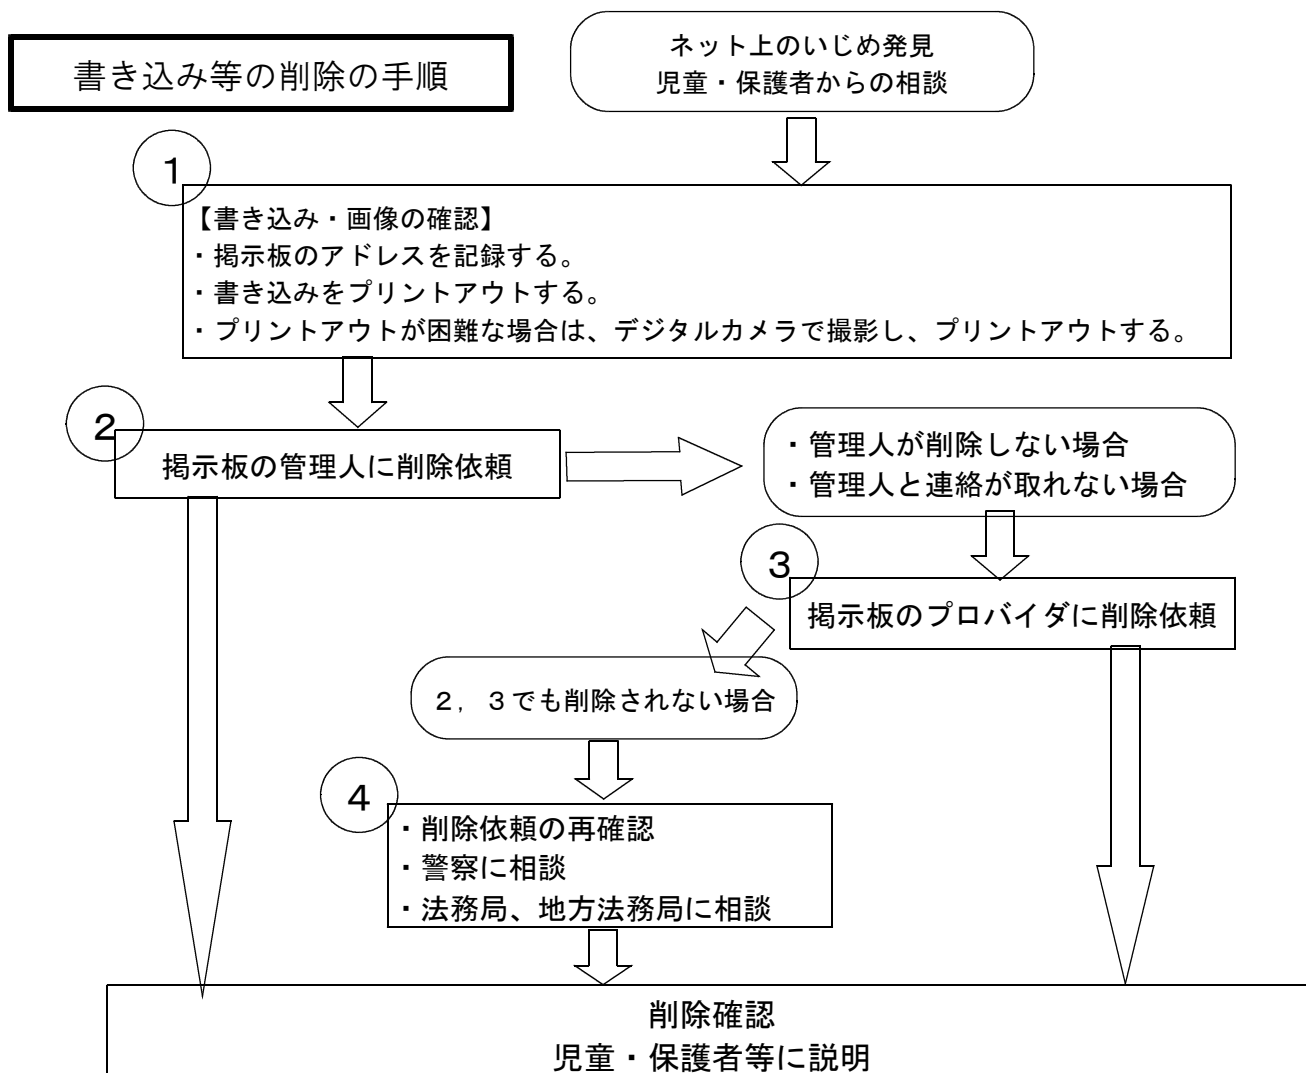 書き込み等の削除の手順
ネット上のいじめ発見
児童・保護者からの相談
１
【書き込み・画像の確認】
・掲示板のアドレスを記録する。
・書き込みをプリントアウトする。
・プリントアウトが困難な場合は、デジタルカメラで撮影し、プリントアウトする。
２
掲示板の管理人に削除依頼
・管理人が削除しない場合
・管理人と連絡が取れない場合
３
掲示板のプロバイダに削除依頼
２，３でも削除されない場合
４
・削除依頼の再確認
・警察に相談
・法務局、地方法務局に相談
削除確認
児童・保護者等に説明